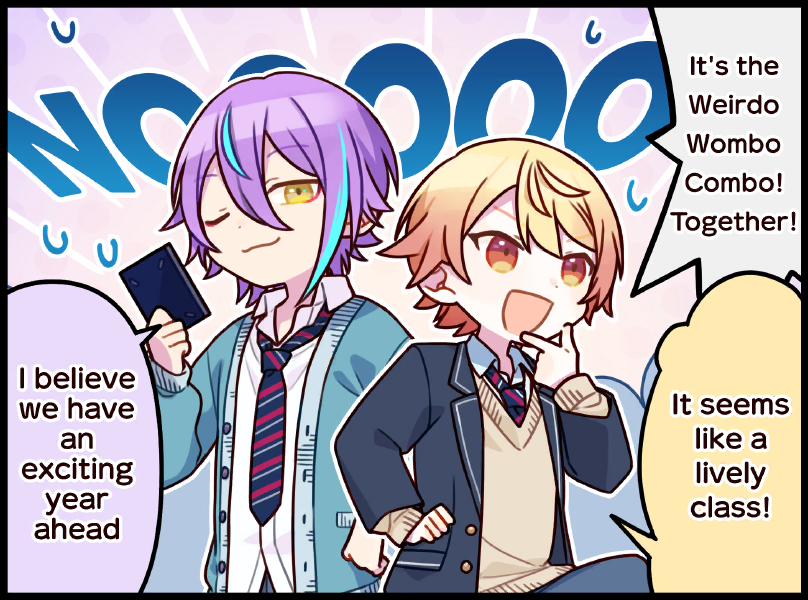 NOOOOOO
It's the
Weirdo
Wombo
Combo!
Together!
I believe
we have
an
exciting
year
ahead
It seems
like a
lively
class!